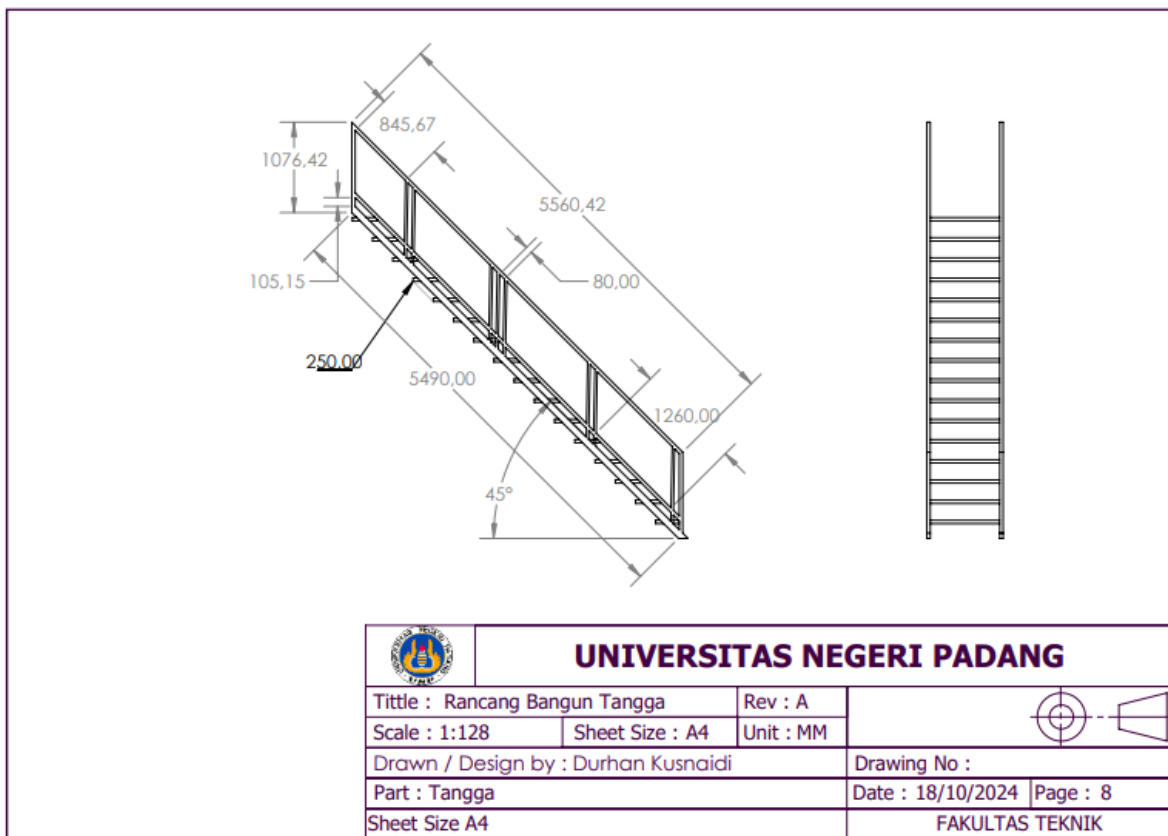 845,67
1076,42
5560,42
105,15
80,00
250,00
5490,00
1260,00
45°
UNIVERSITAS NEGERI PADANG
Tittle : Rancang Bangun Tangga Rev : A
Scale : 1:128 Sheet Size : A4 Unit : MM
Drawn / Design by : Durhan Kusnaidi Drawing No :
Part : Tangga Date : 18/10/2024 Page : 8
Sheet Size A4 FAKULTAS TEKNIK